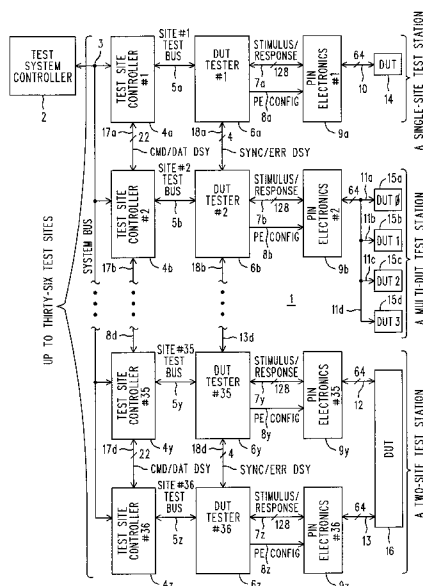 TEST SYSTEM CONTROLLER
2
3
UP TO THIRTY-SIX TEST SITES
SYSTEM BUS
TEST SITE CONTROLLER #1
4a
SITE #1 TEST BUS
5a
DUT TESTER #1
6a
STIMULUS/ RESPONSE
128
7a
PE CONFIG
8a
PIN ELECTRONICS #1
9a
64
10
DUT
14
A SINGLE-SITE TEST STATION
17a
22
CMD/DAT DSY
18a
4
SYNC/ERR DSY
TEST SITE CONTROLLER #2
4b
SITE #2 TEST BUS
5b
DUT TESTER #2
6b
STIMULUS/ RESPONSE
128
7b
PE CONFIG
8b
PIN ELECTRONICS #2
9b
64
11a
15a
DUT Ø
11b
15b
DUT 1
11c
15c
DUT 2
11d
15d
DUT 3
A MULTI-DUT TEST STATION
17b
18b
1
8d
13d
TEST SITE CONTROLLER #35
4y
SITE #35 TEST BUS
5y
DUT TESTER #35
6y
STIMULUS/ RESPONSE
128
7y
PE CONFIG
8y
PIN ELECTRONICS #35
9y
64
12
DUT
16
A TWO-SITE TEST STATION
17d
22
CMD/DAT DSY
18d
4
SYNC/ERR DSY
TEST SITE CONTROLLER #36
4z
SITE #36 TEST BUS
5z
DUT TESTER #36
6z
STIMULUS/ RESPONSE
128
7z
PE CONFIG
8z
PIN ELECTRONICS #36
9z
64
13